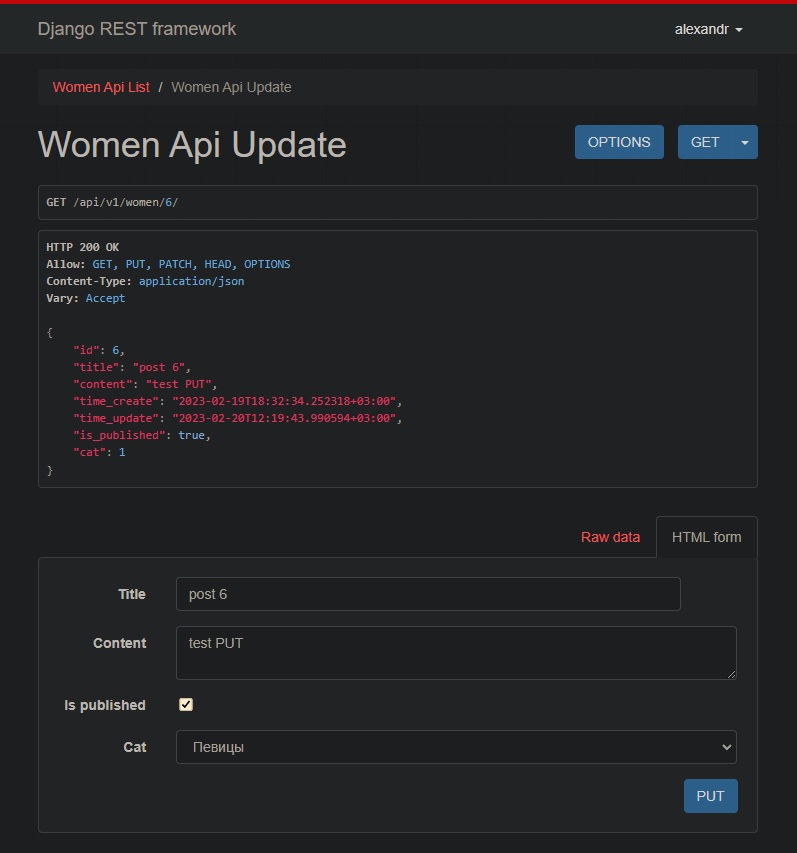 Django REST framework
alexandr
Women Api List / Women Api Update
Women Api Update
OPTIONS
GET
GET /api/v1/women/6/
HTTP 200 OK
Allow: GET, PUT, PATCH, HEAD, OPTIONS
Content-Type: application/json
Vary: Accept
{
    "id": 6,
    "title": "post 6",
    "content": "test PUT",
    "time_create": "2023-02-19T18:32:34.252318+03:00",
    "time_update": "2023-02-20T12:19:43.990594+03:00",
    "is_published": true,
    "cat": 1
}
Raw data
HTML form
Title
post 6
Content
test PUT
Is published
Cat
Певицы
PUT